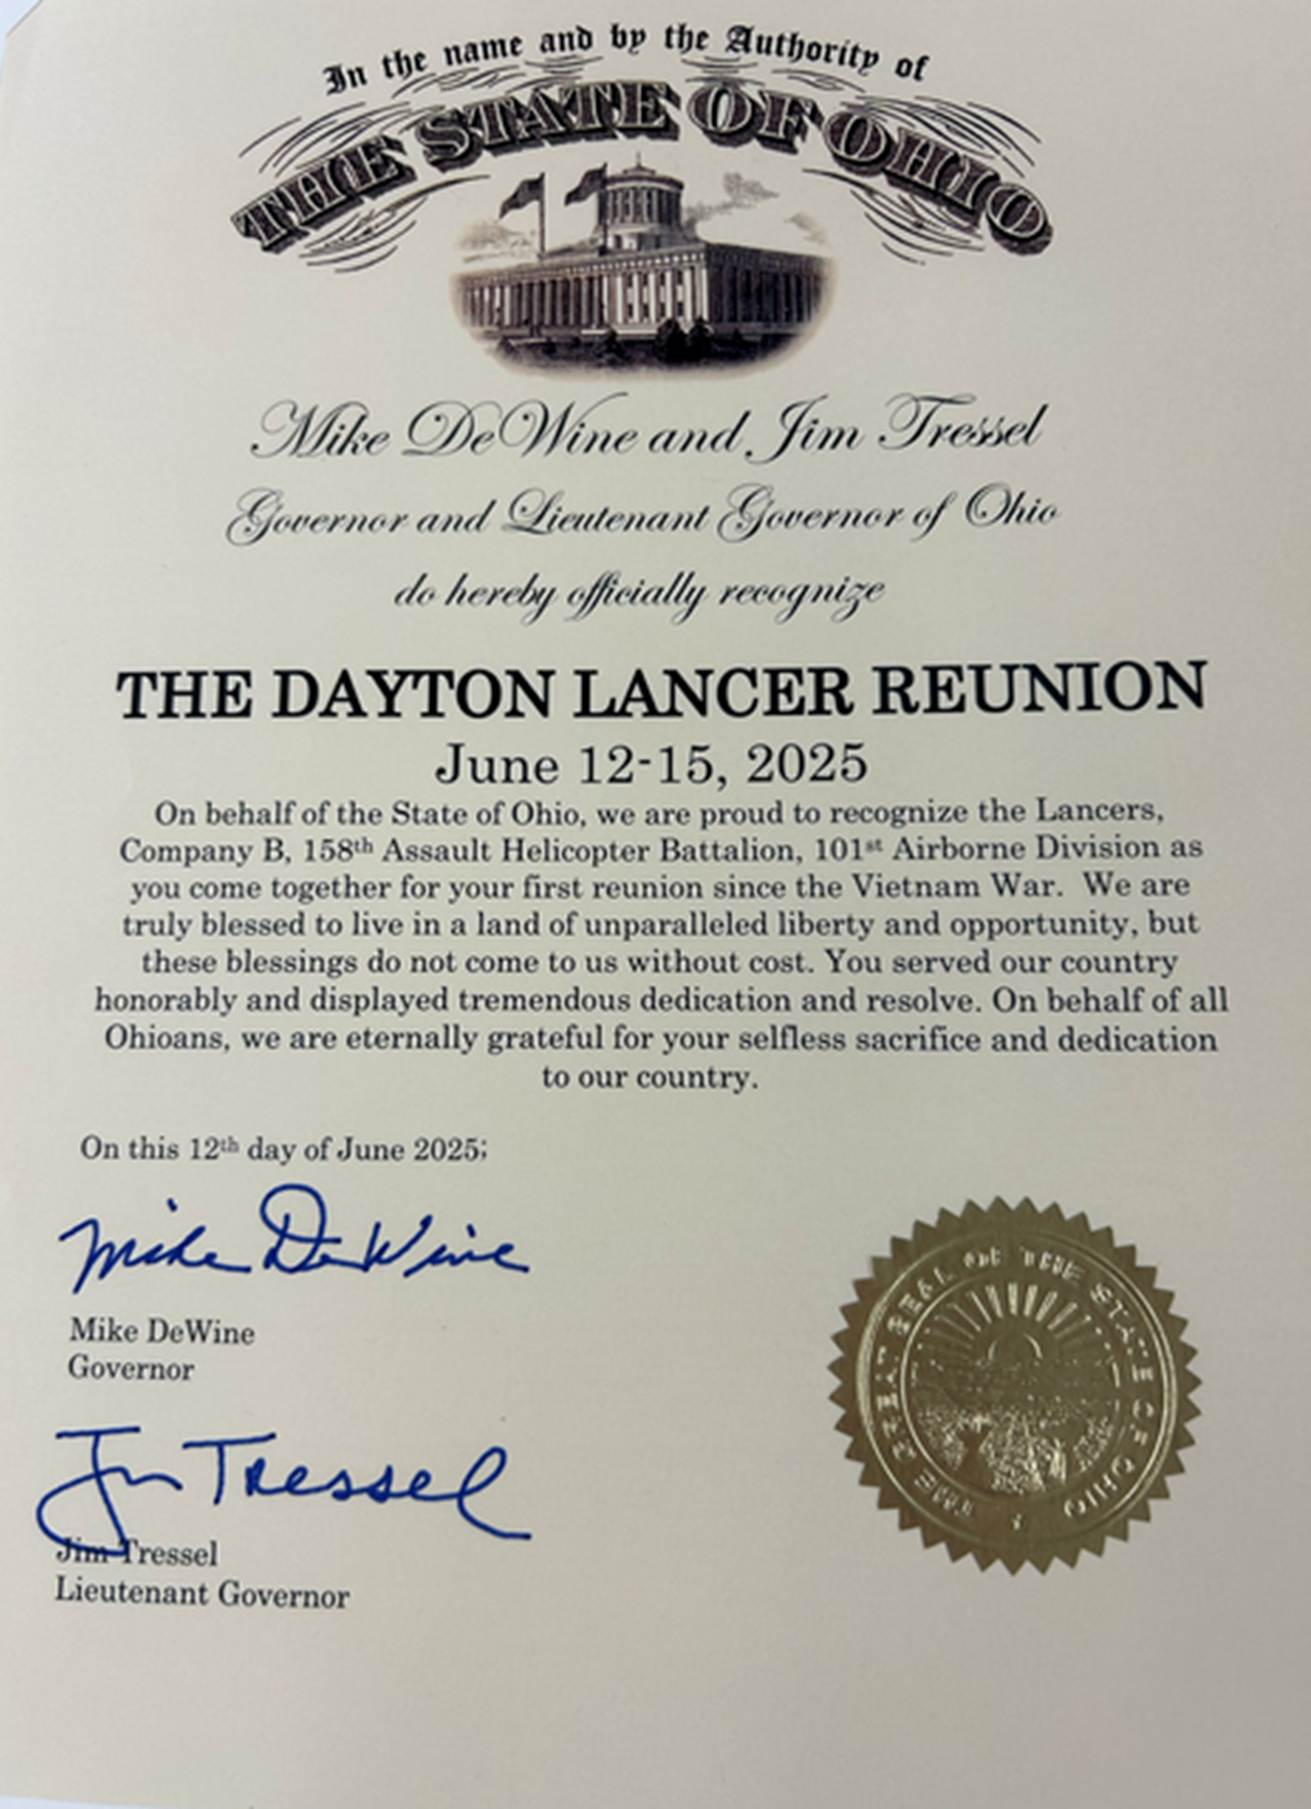 In the name and by the Authority of
THE STATE OF OHIO
Mike DeWine and Jim Tressel
Governor and Lieutenant Governor of Ohio
do hereby officially recognize
THE DAYTON LANCER REUNION
June 12-15, 2025
On behalf of the State of Ohio, we are proud to recognize the Lancers,
Company B, 158th Assault Helicopter Battalion, 101st Airborne Division as
you come together for your first reunion since the Vietnam War. We are
truly blessed to live in a land of unparalleled liberty and opportunity, but
these blessings do not come to us without cost. You served our country
honorably and displayed tremendous dedication and resolve. On behalf of all
Ohioans, we are eternally grateful for your selfless sacrifice and dedication
to our country.
On this 12th day of June 2025;
Mike DeWine
Mike DeWine
Governor
Jim Tressel
Jim Tressel
Lieutenant Governor
THE GREAT SEAL OF THE STATE OF OHIO